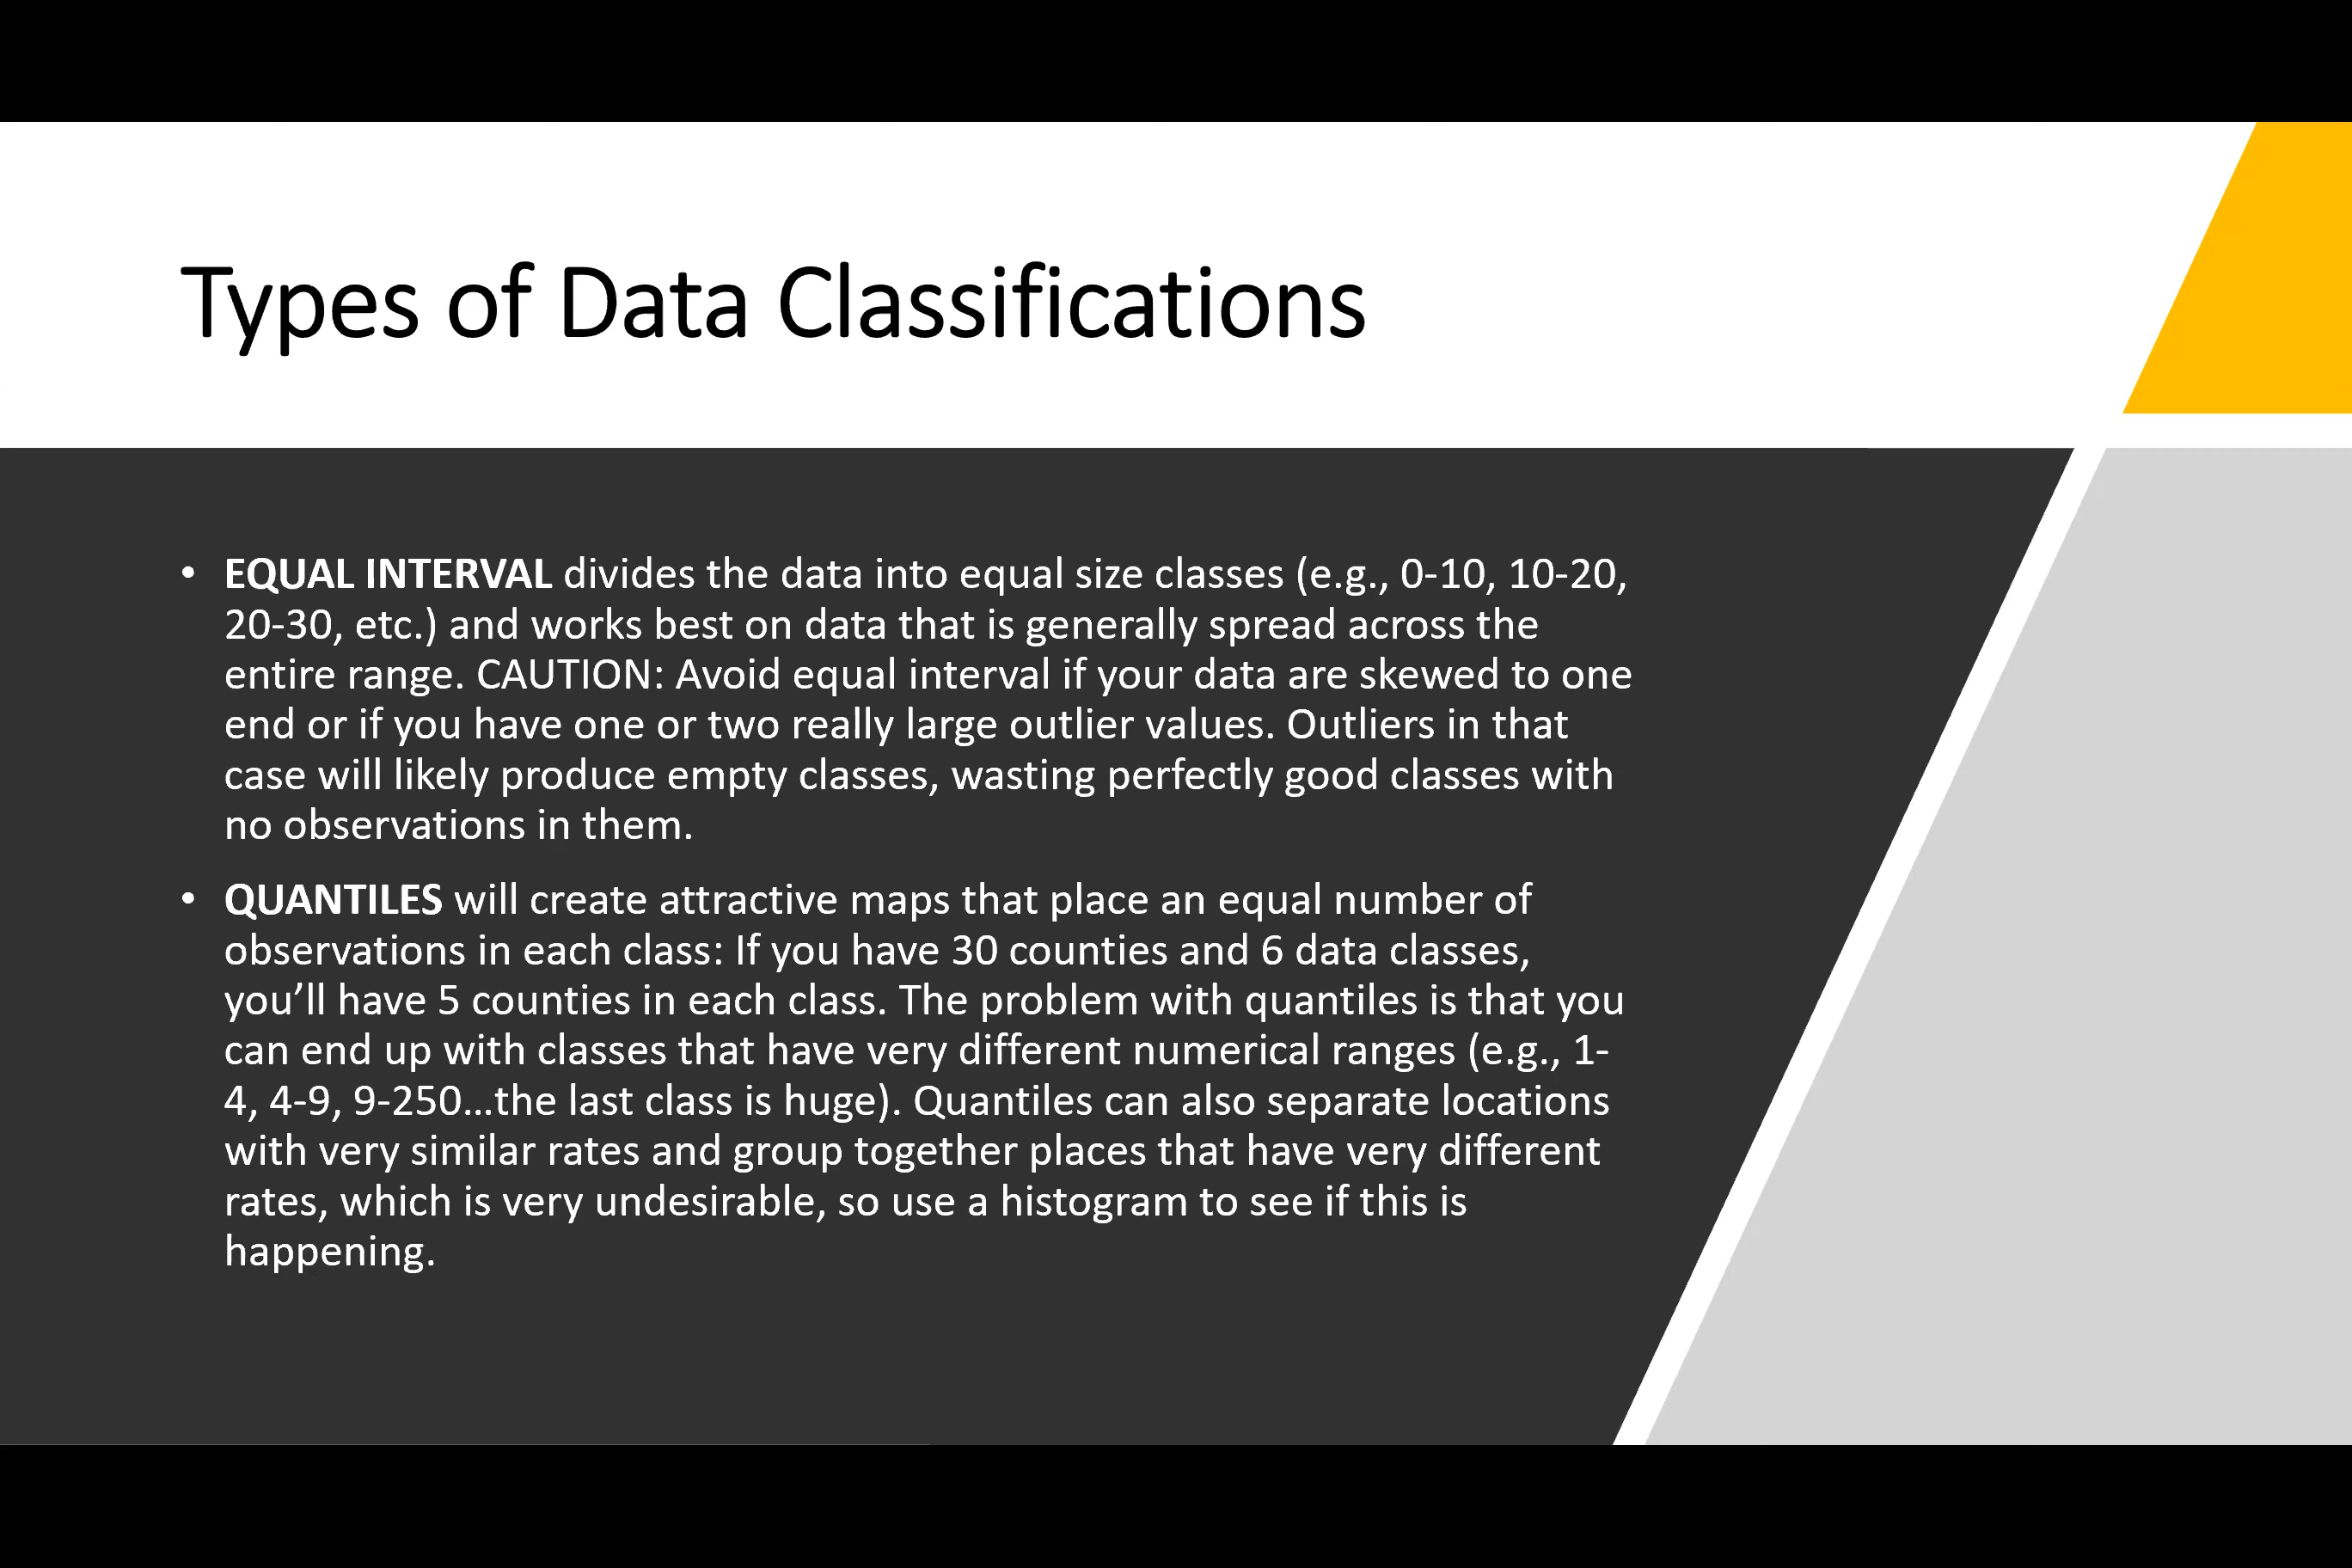 Types of Data Classifications
• EQUAL INTERVAL divides the data into equal size classes (e.g., 0-10, 10-20,
20-30, etc.) and works best on data that is generally spread across the
entire range. CAUTION: Avoid equal interval if your data are skewed to one
end or if you have one or two really large outlier values. Outliers in that
case will likely produce empty classes, wasting perfectly good classes with
no observations in them.
• QUANTILES will create attractive maps that place an equal number of
observations in each class: If you have 30 counties and 6 data classes,
you’ll have 5 counties in each class. The problem with quantiles is that you
can end up with classes that have very different numerical ranges (e.g., 1-
4, 4-9, 9-250…the last class is huge). Quantiles can also separate locations
with very similar rates and group together places that have very different
rates, which is very undesirable, so use a histogram to see if this is
happening.